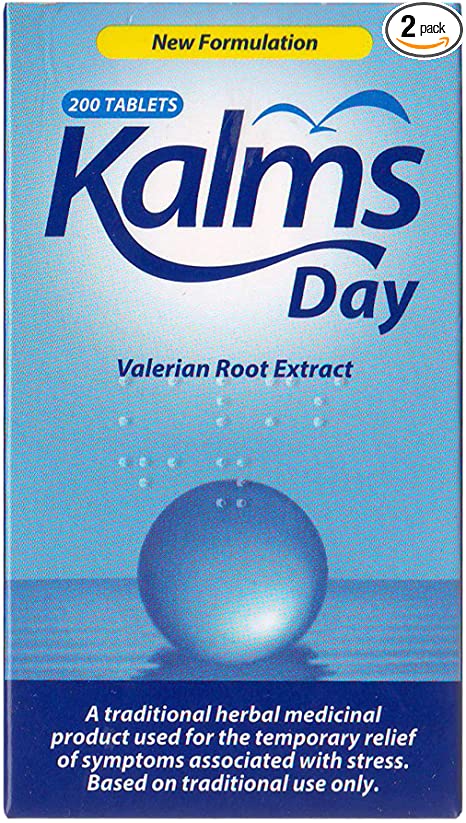 2
pack
New Formulation
200 TABLETS
Kalms
Day
Valerian Root Extract
A traditional herbal medicinal
product used for the temporary relief
of symptoms associated with stress.
Based on traditional use only.